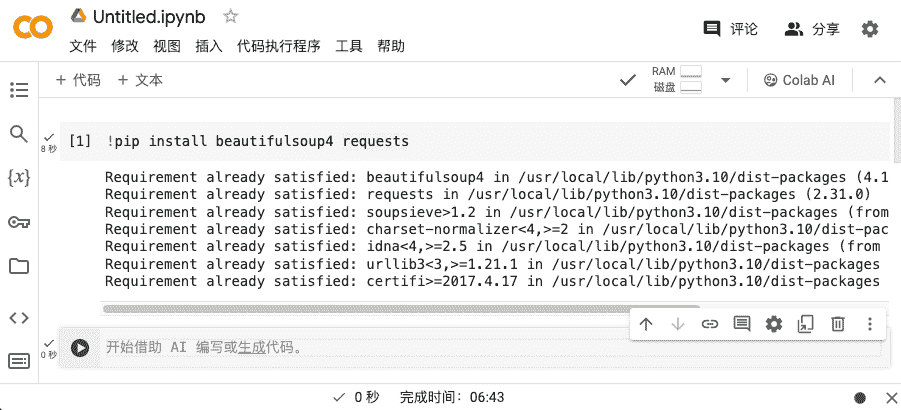 CO Untitled.ipynb
文件 修改 视图 插入 代码执行程序 工具 帮助
评论 分享
+ 代码 + 文本
RAM
磁盘
Colab AI
8 秒
[1] !pip install beautifulsoup4 requests
Requirement already satisfied: beautifulsoup4 in /usr/local/lib/python3.10/dist-packages (4.1
Requirement already satisfied: requests in /usr/local/lib/python3.10/dist-packages (2.31.0)
Requirement already satisfied: soupsieve>1.2 in /usr/local/lib/python3.10/dist-packages (from
Requirement already satisfied: charset-normalizer<4,>=2 in /usr/local/lib/python3.10/dist-pac
Requirement already satisfied: idna<4,>=2.5 in /usr/local/lib/python3.10/dist-packages (from
Requirement already satisfied: urllib3<3,>=1.21.1 in /usr/local/lib/python3.10/dist-packages
Requirement already satisfied: certifi>=2017.4.17 in /usr/local/lib/python3.10/dist-packages
{x}
0 秒
开始借助 AI 编写或生成代码。
0 秒 完成时间：06:43